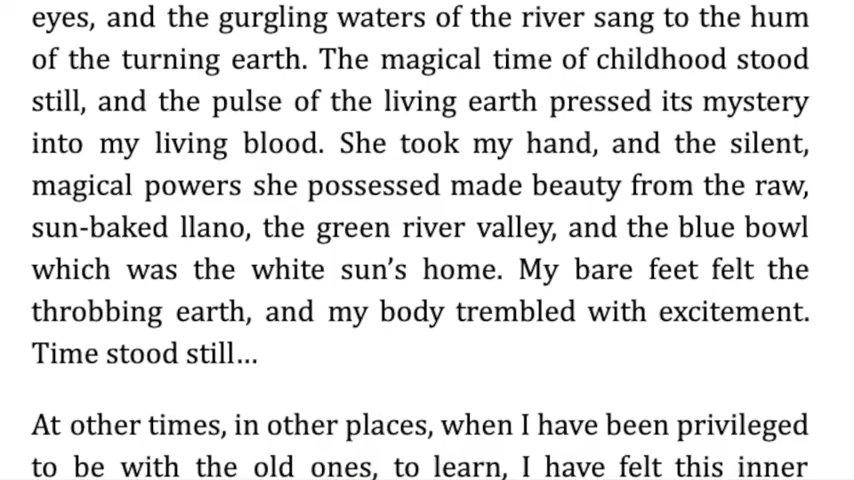 eyes, and the gurgling waters of the river sang to the hum
of the turning earth. The magical time of childhood stood
still, and the pulse of the living earth pressed its mystery
into my living blood. She took my hand, and the silent,
magical powers she possessed made beauty from the raw,
sun-baked llano, the green river valley, and the blue bowl
which was the white sun’s home. My bare feet felt the
throbbing earth, and my body trembled with excitement.
Time stood still…
At other times, in other places, when I have been privileged
to be with the old ones, to learn, I have felt this inner